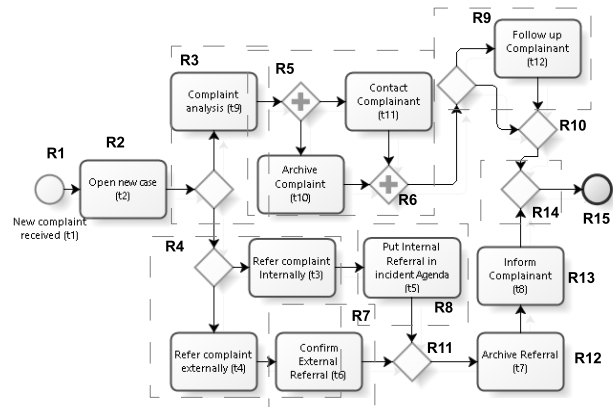 R9
Follow up
Complainant
(t12)
R3
R5
Complaint
analysis (t9)
Contact
Complainant
(t11)
R10
R1
R2
Open new case
(t2)
Archive
Complaint
(t10)
R6
New complaint
received (t1)
R14
R15
R4
Refer complaint
Internally (t3)
Put Internal
Referral in
incident Agenda
(t5)
Inform
Complainant
(t8)
R13
R7
R8
Refer complaint
externally (t4)
Confirm
External
Referral (t6)
R11
Archive Referral
(t7)
R12